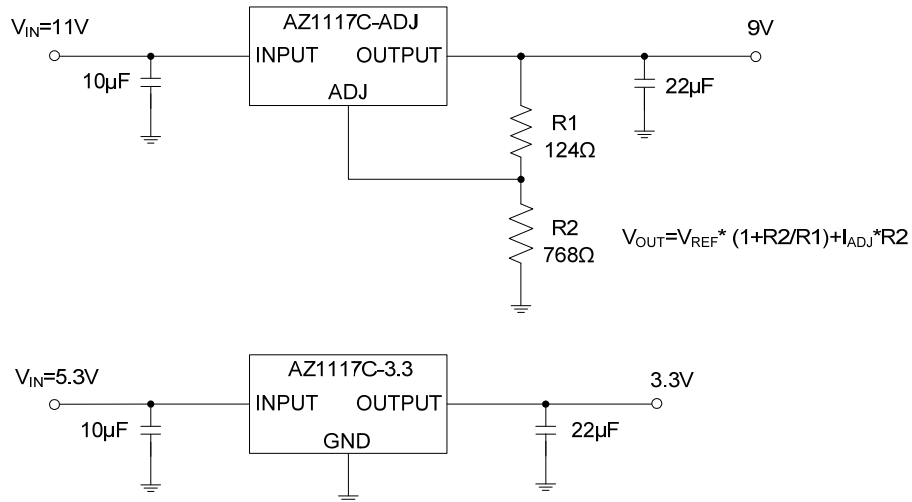 V_IN=11V
AZ1117C-ADJ
9V
INPUT OUTPUT
ADJ
10µF
22µF
R1
124Ω
R2
768Ω
V_OUT=V_REF* (1+R2/R1)+I_ADJ*R2
V_IN=5.3V
AZ1117C-3.3
3.3V
INPUT OUTPUT
GND
10µF
22µF